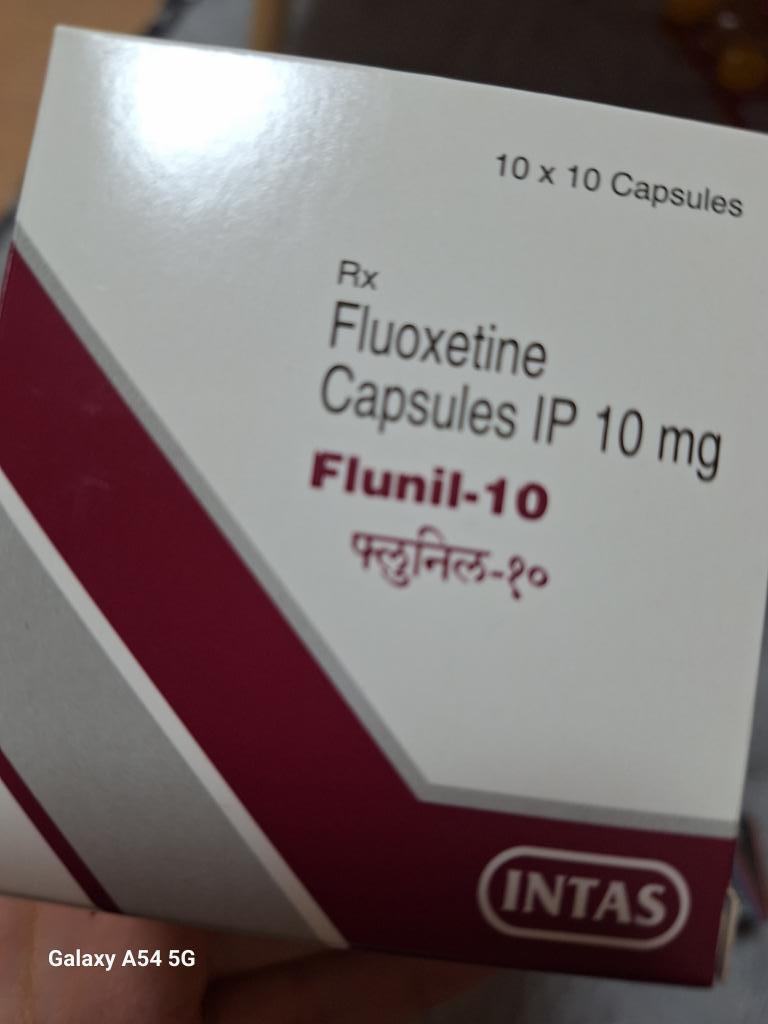 10 x 10 Capsules
Rx
Fluoxetine
Capsules IP 10 mg
Flunil-10
फ्लुनिल-१०
INTAS
Galaxy A54 5G